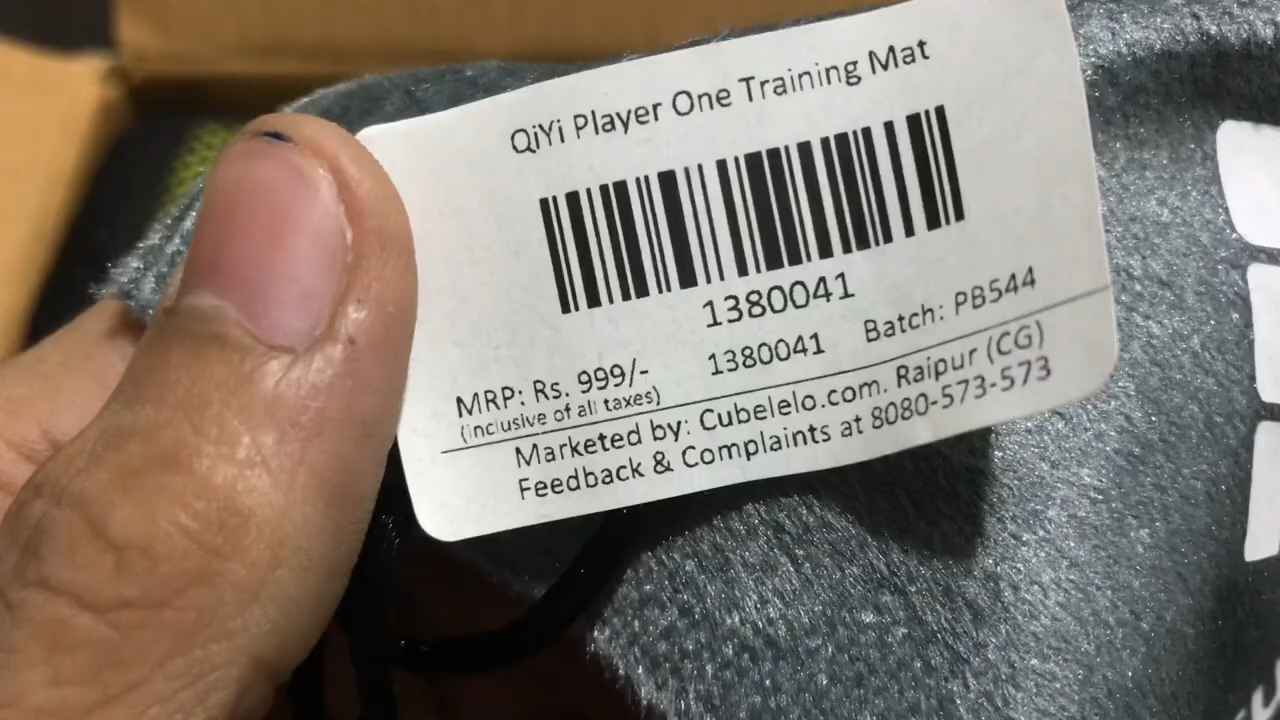 QiYi Player One Training Mat
1380041
MRP: Rs. 999/- 1380041 Batch: PB544
(inclusive of all taxes)
Marketed by: Cubelelo.com. Raipur (CG)
Feedback & Complaints at 8080-573-573